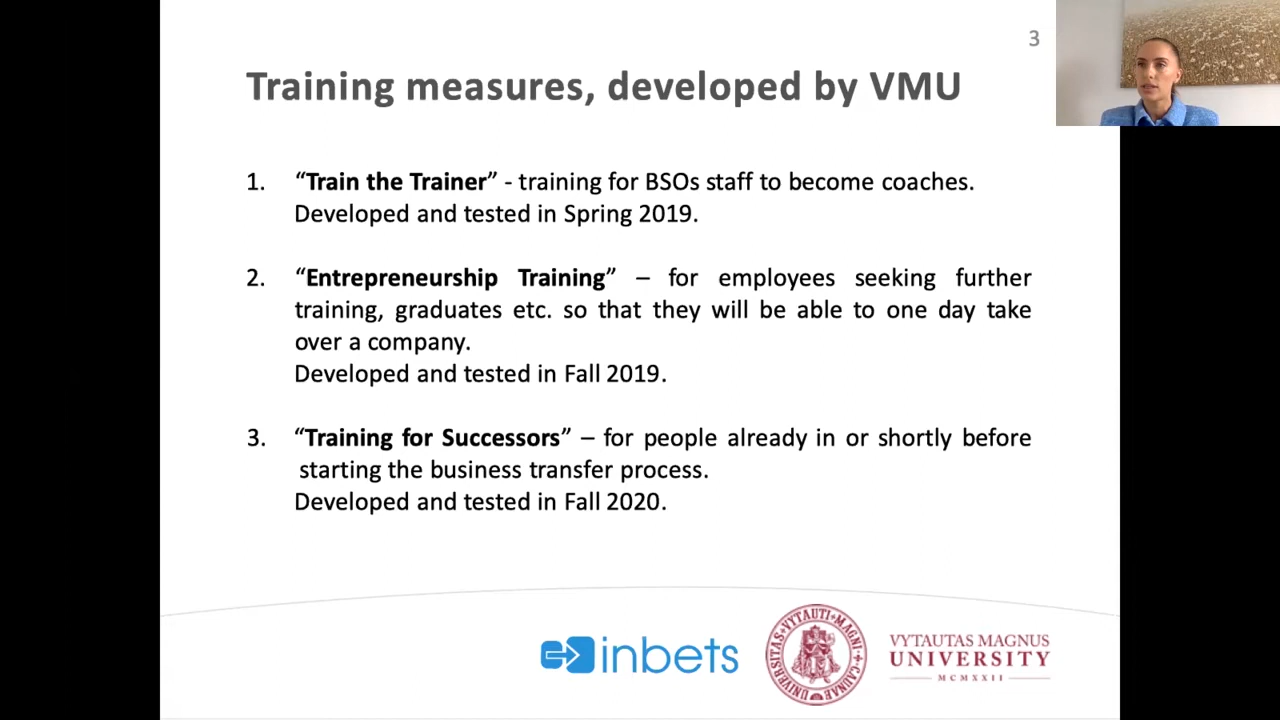 3
Training measures, developed by VMU
1. “Train the Trainer” - training for BSOs staff to become coaches.
Developed and tested in Spring 2019.
2. “Entrepreneurship Training” – for employees seeking further
training, graduates etc. so that they will be able to one day take
over a company.
Developed and tested in Fall 2019.
3. “Training for Successors” – for people already in or shortly before
starting the business transfer process.
Developed and tested in Fall 2020.
inbets
UNIVERSITAS VYTAUTI MAGNI CAUNAE
VYTAUTAS MAGNUS
UNIVERSITY
MCMXXII